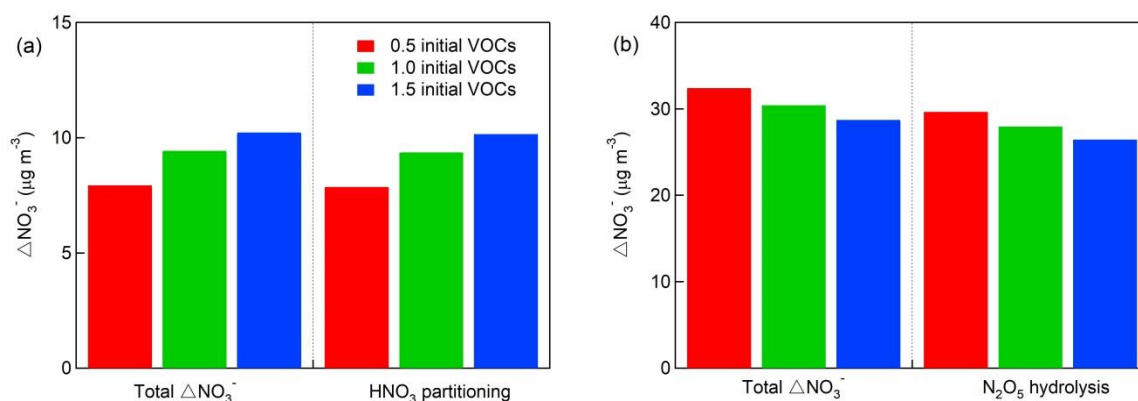 (a)
15
10
5
0
△NO₃⁻ (μg m⁻³)
0.5 initial VOCs
1.0 initial VOCs
1.5 initial VOCs
Total △NO₃⁻
HNO₃ partitioning
(b)
40
30
20
10
0
△NO₃⁻ (μg m⁻³)
Total △NO₃⁻
N₂O₅ hydrolysis